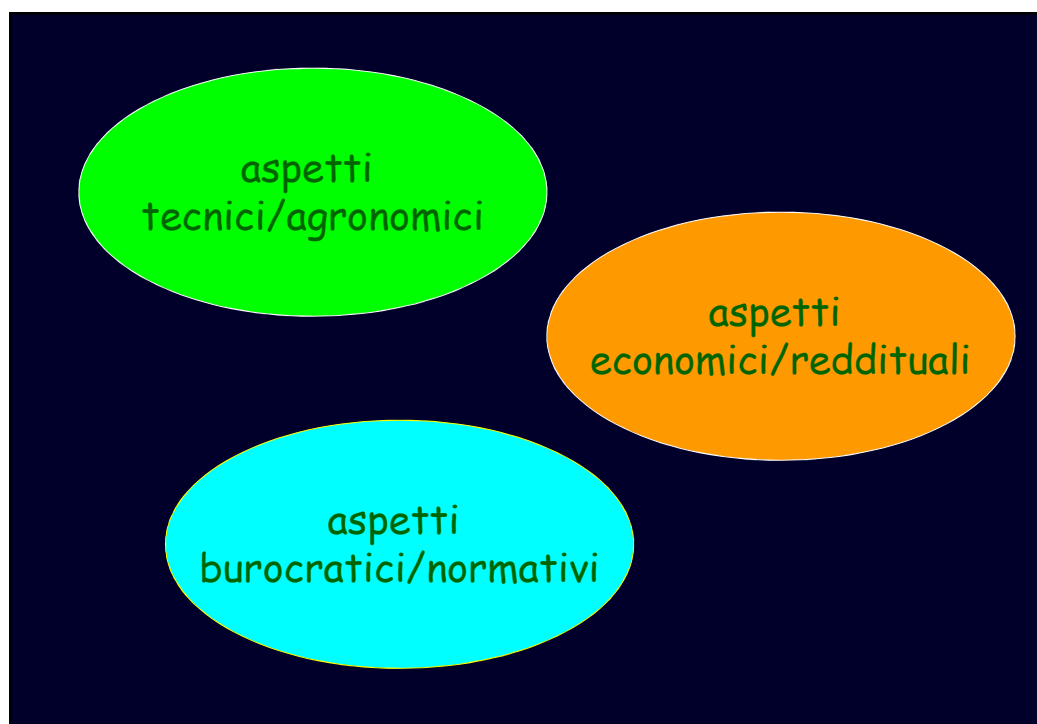 aspetti
tecnici/agronomici
aspetti
economici/reddituali
aspetti
burocratici/normativi